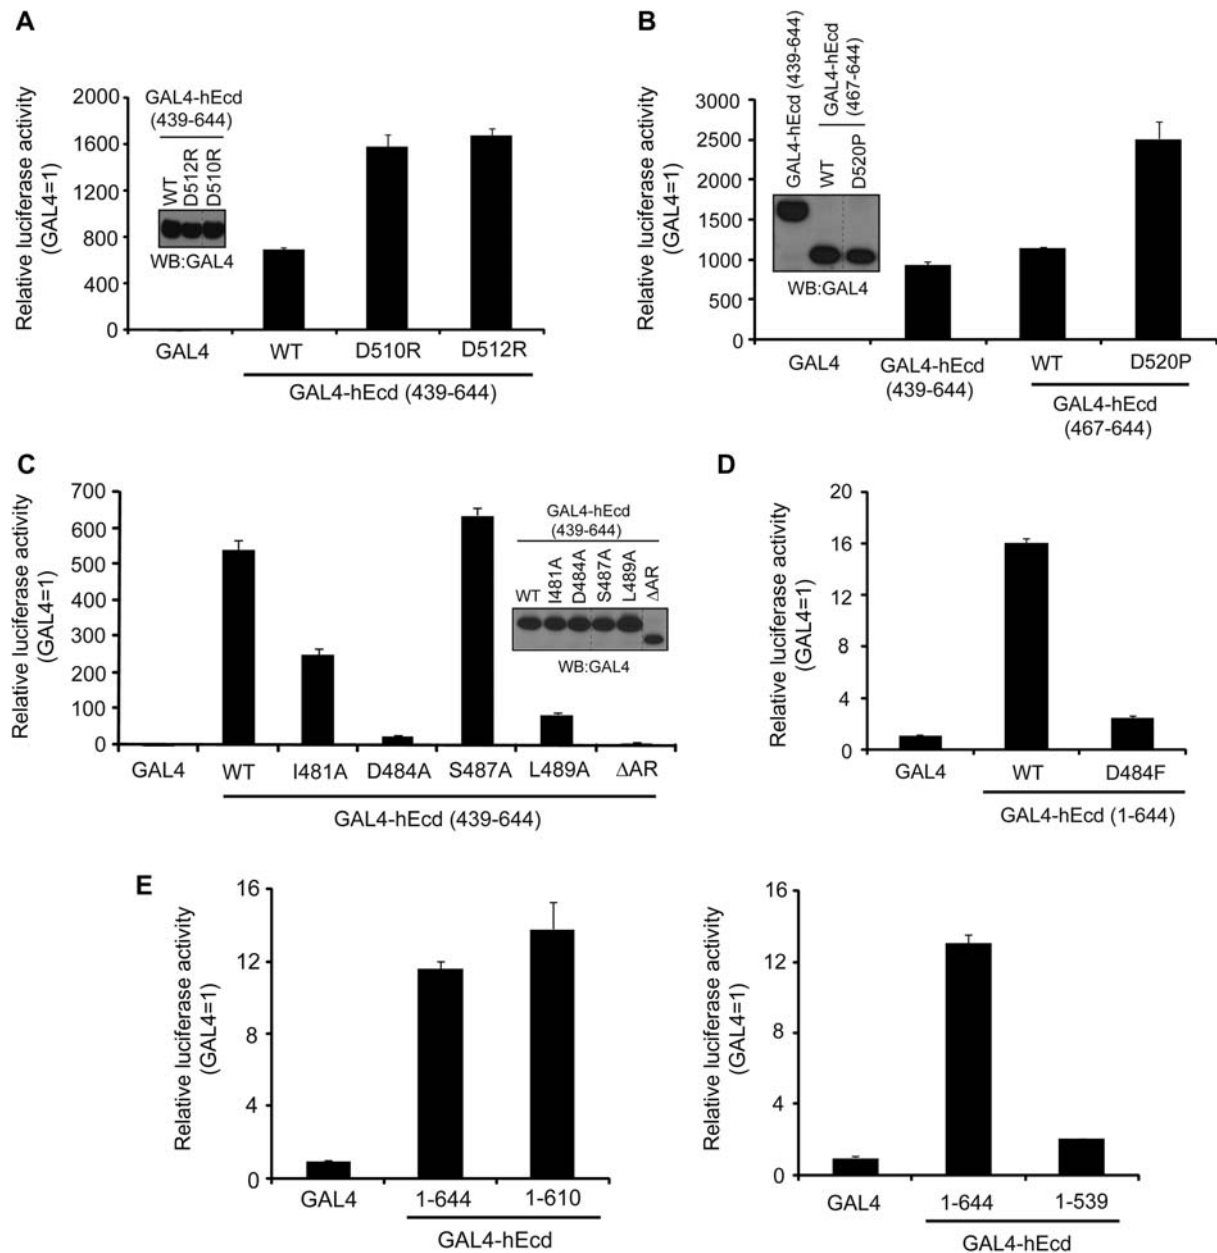 A
Relative luciferase activity
(GAL4=1)
2000
1600
1200
800
400
0
GAL4-hEcd
(439-644)
WT
D512R
D510R
WB:GAL4
GAL4
WT
D510R
D512R
GAL4-hEcd (439-644)
B
Relative luciferase activity
(GAL4=1)
3000
2500
2000
1500
1000
500
0
GAL4-hEcd (439-644)
GAL4-hEcd
(467-644)
WT
D520P
WB:GAL4
GAL4
GAL4-hEcd
(439-644)
WT
D520P
GAL4-hEcd
(467-644)
C
Relative luciferase activity
(GAL4=1)
700
600
500
400
300
200
100
0
GAL4-hEcd
(439-644)
WT
I481A
D484A
S487A
L489A
ΔAR
WB:GAL4
GAL4
WT
I481A
D484A
S487A
L489A
ΔAR
GAL4-hEcd (439-644)
D
Relative luciferase activity
(GAL4=1)
20
16
12
8
4
0
GAL4
WT
D484F
GAL4-hEcd (1-644)
E
Relative luciferase activity
(GAL4=1)
16
12
8
4
0
GAL4
1-644
1-610
GAL4-hEcd
Relative luciferase activity
(GAL4=1)
16
12
8
4
0
GAL4
1-644
1-539
GAL4-hEcd